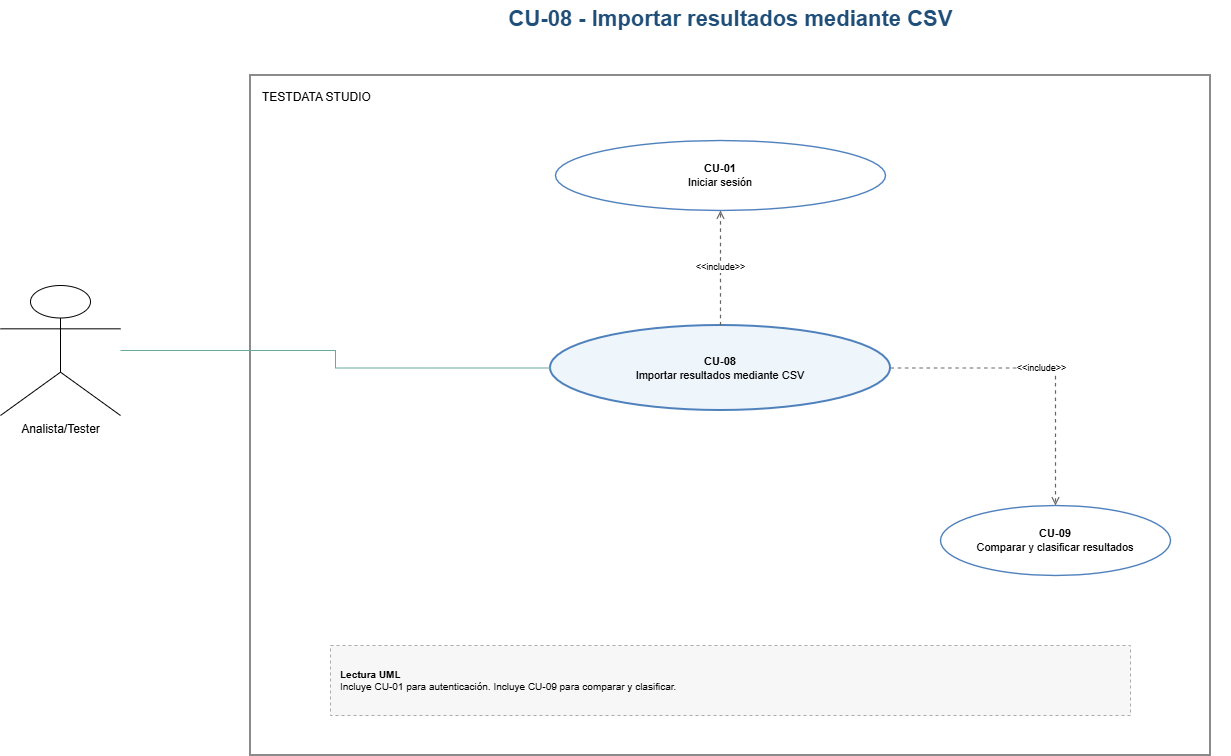 CU-08 - Importar resultados mediante CSV
TESTDATA STUDIO
CU-01
Iniciar sesión
<<include>>
CU-08
Importar resultados mediante CSV
<<include>>
Analista/Tester
CU-09
Comparar y clasificar resultados
Lectura UML
Incluye CU-01 para autenticación. Incluye CU-09 para comparar y clasificar.